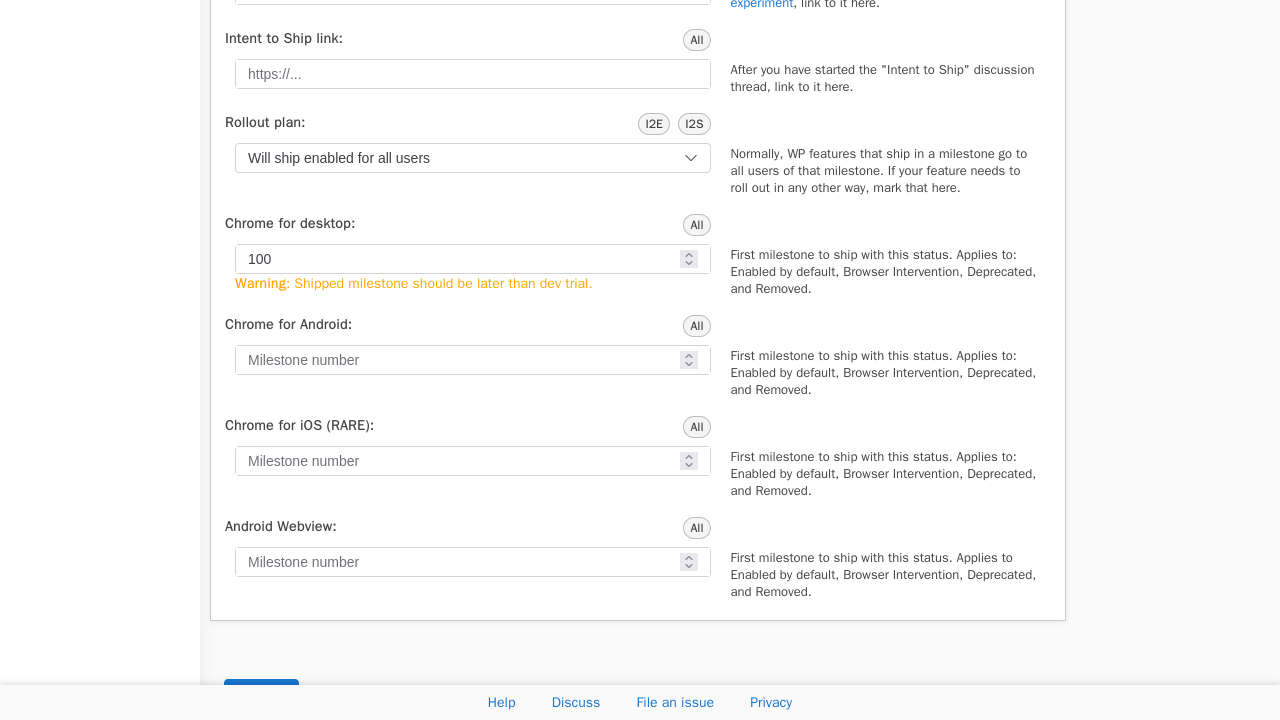 experiment, link to it here.
Intent to Ship link:
All
https://...
After you have started the "Intent to Ship" discussion
thread, link to it here.
Rollout plan:
I2E
I2S
Will ship enabled for all users
Normally, WP features that ship in a milestone go to
all users of that milestone. If your feature needs to
roll out in any other way, mark that here.
Chrome for desktop:
All
100
Warning: Shipped milestone should be later than dev trial.
First milestone to ship with this status. Applies to:
Enabled by default, Browser Intervention, Deprecated,
and Removed.
Chrome for Android:
All
Milestone number
First milestone to ship with this status. Applies to:
Enabled by default, Browser Intervention, Deprecated,
and Removed.
Chrome for iOS (RARE):
All
Milestone number
First milestone to ship with this status. Applies to:
Enabled by default, Browser Intervention, Deprecated,
and Removed.
Android Webview:
All
Milestone number
First milestone to ship with this status. Applies to
Enabled by default, Browser Intervention, Deprecated,
and Removed.
Help
Discuss
File an issue
Privacy